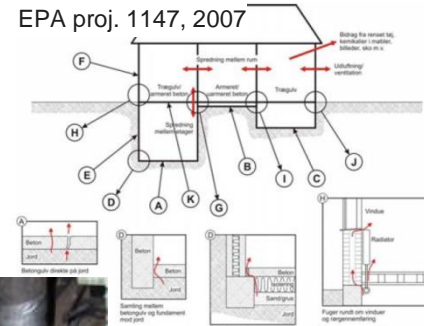 EPA proj. 1147, 2007
Bidrag fra renset tøj,
kemikalier i møbler,
billeder, sko m.v.
Spredning mellem rum
F
Udluftning/
ventilation
Trægulv/
armeret beton
Armeret/
uarmeret beton
Trægulv
H
Spredning
mellem etager
E
J
D
A
K
G
B
I
C
A
Beton
Jord
Betongulv direkte på jord
D
Beton
Beton
Jord
Samling mellem
betongulv og fundament
mod jord
D
Beton
Sand/grus
Jord
H
Vindue
Radiator
Fuger rundt om vinduer
og rørgennemføring